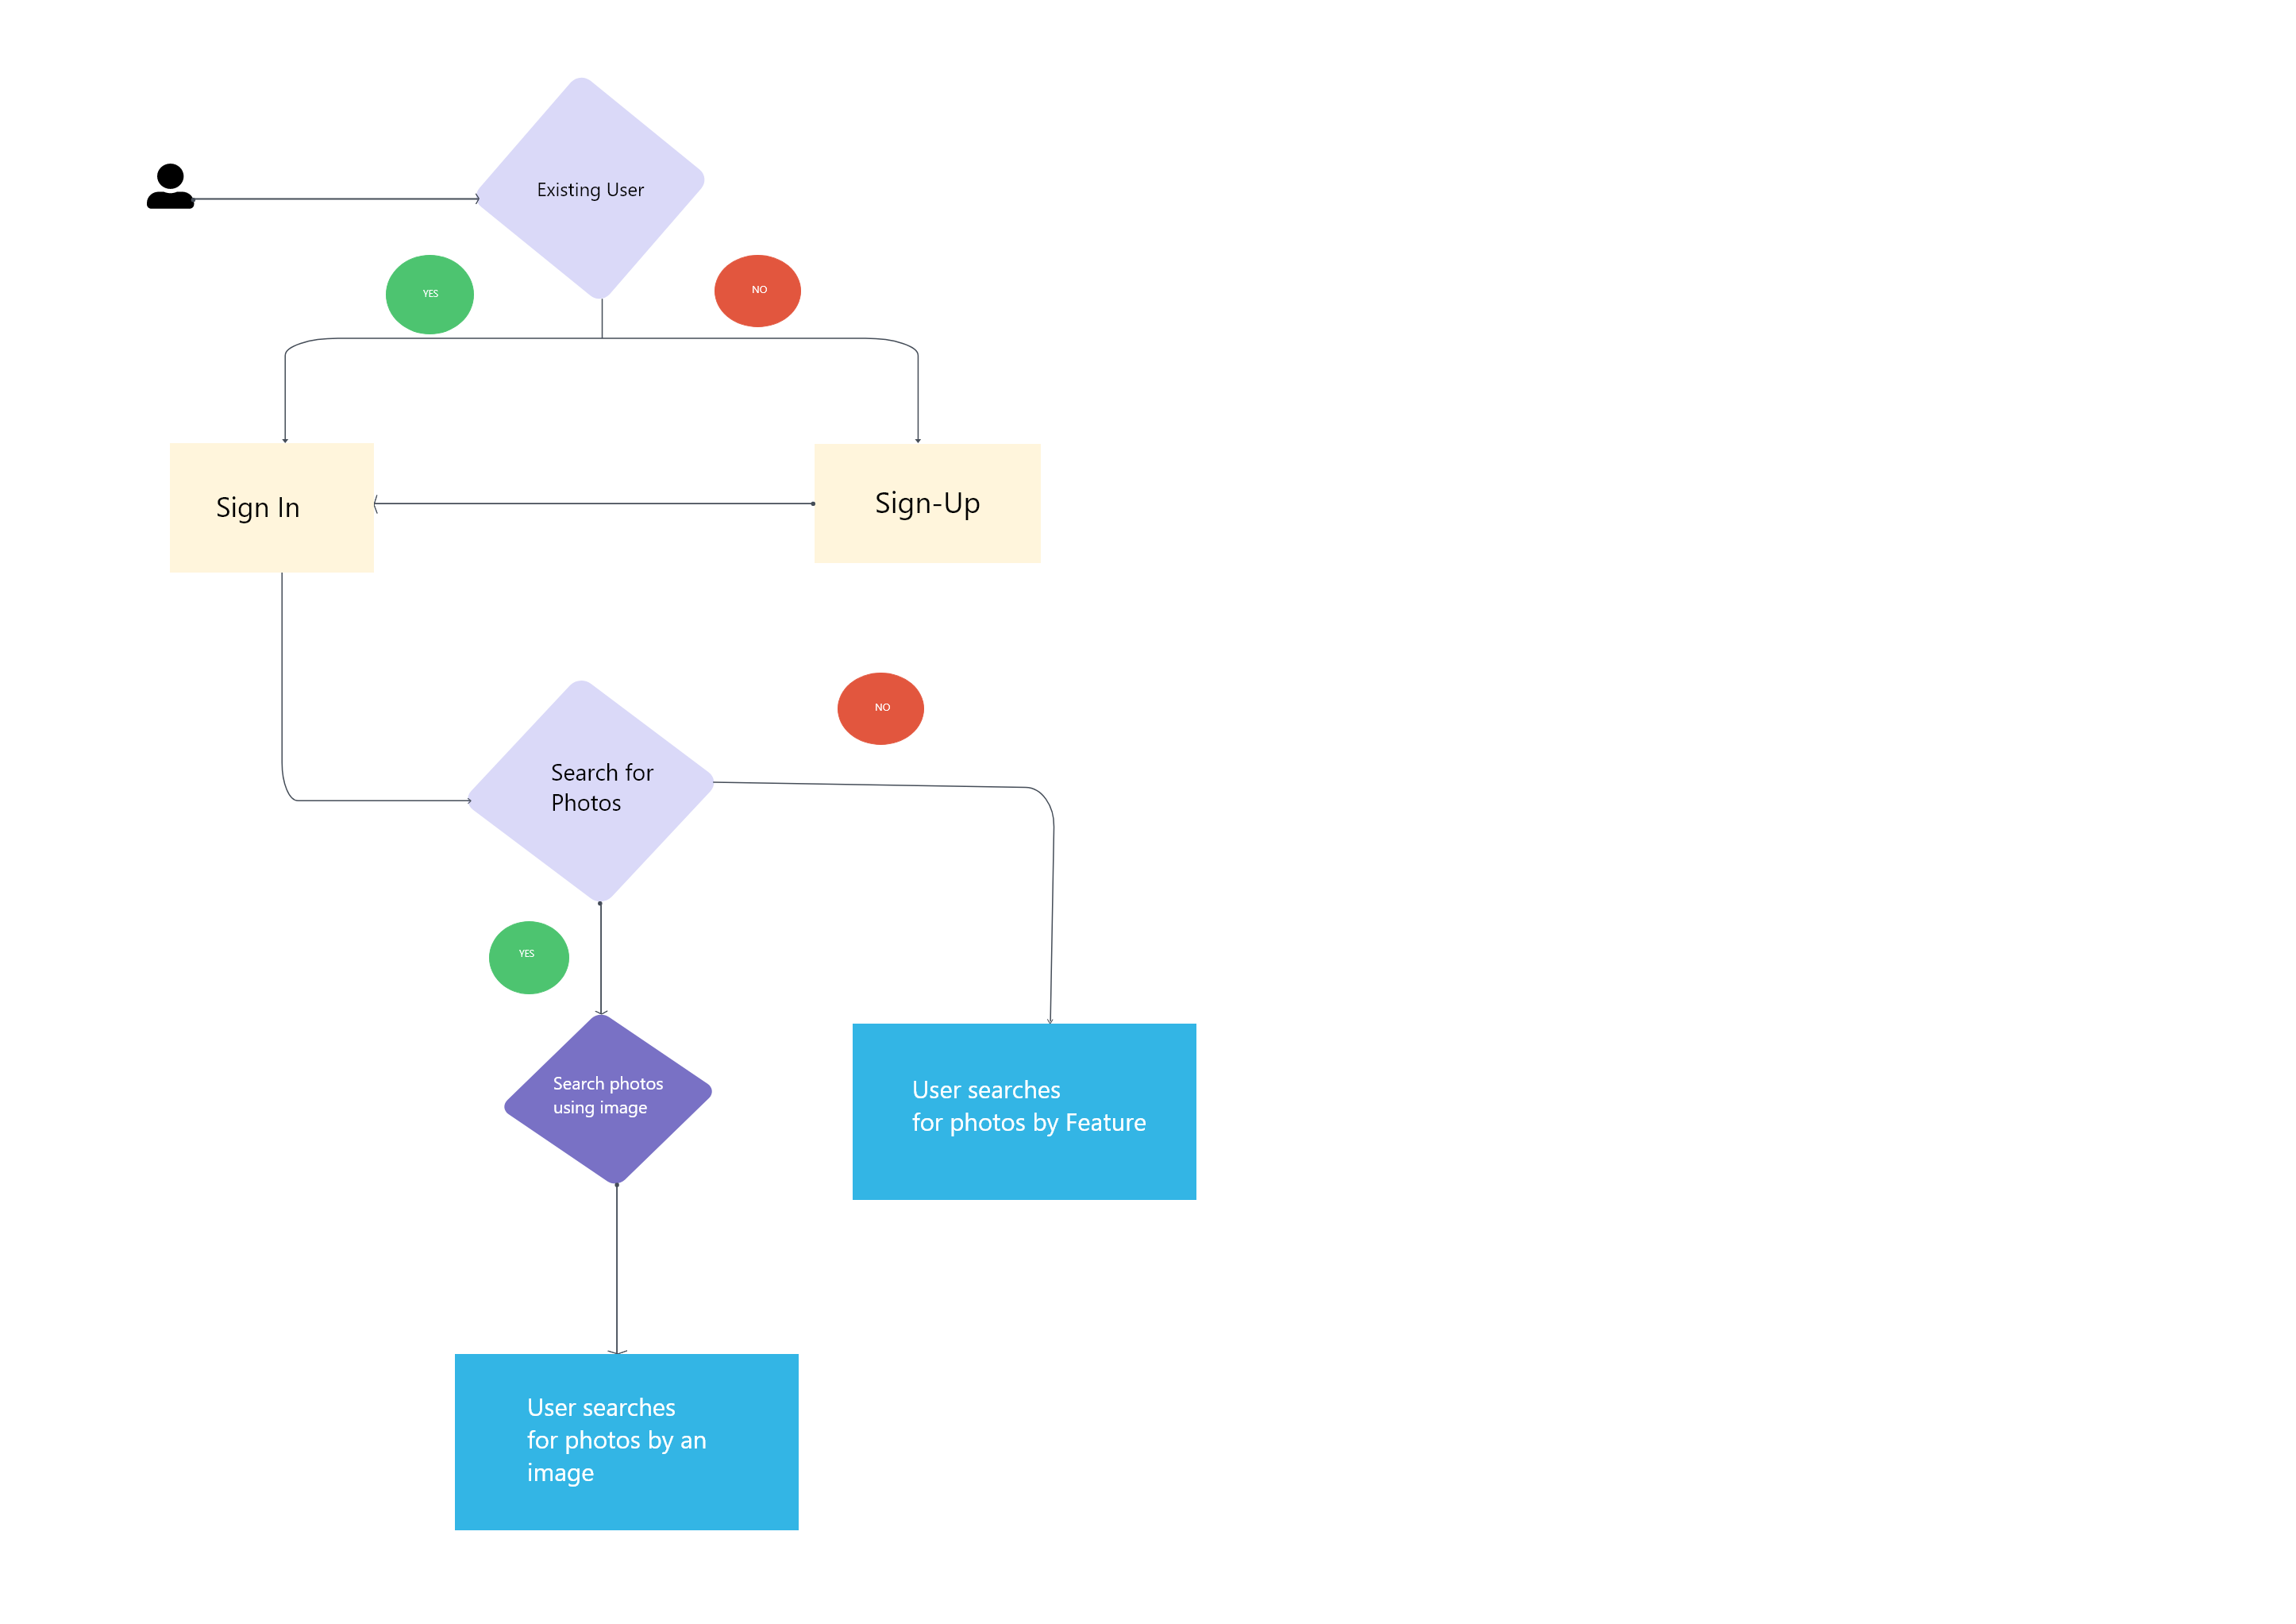 Existing User
YES
NO
Sign In
Sign-Up
NO
Search for
Photos
YES
Search photos
using image
User searches
for photos by Feature
User searches
for photos by an
image